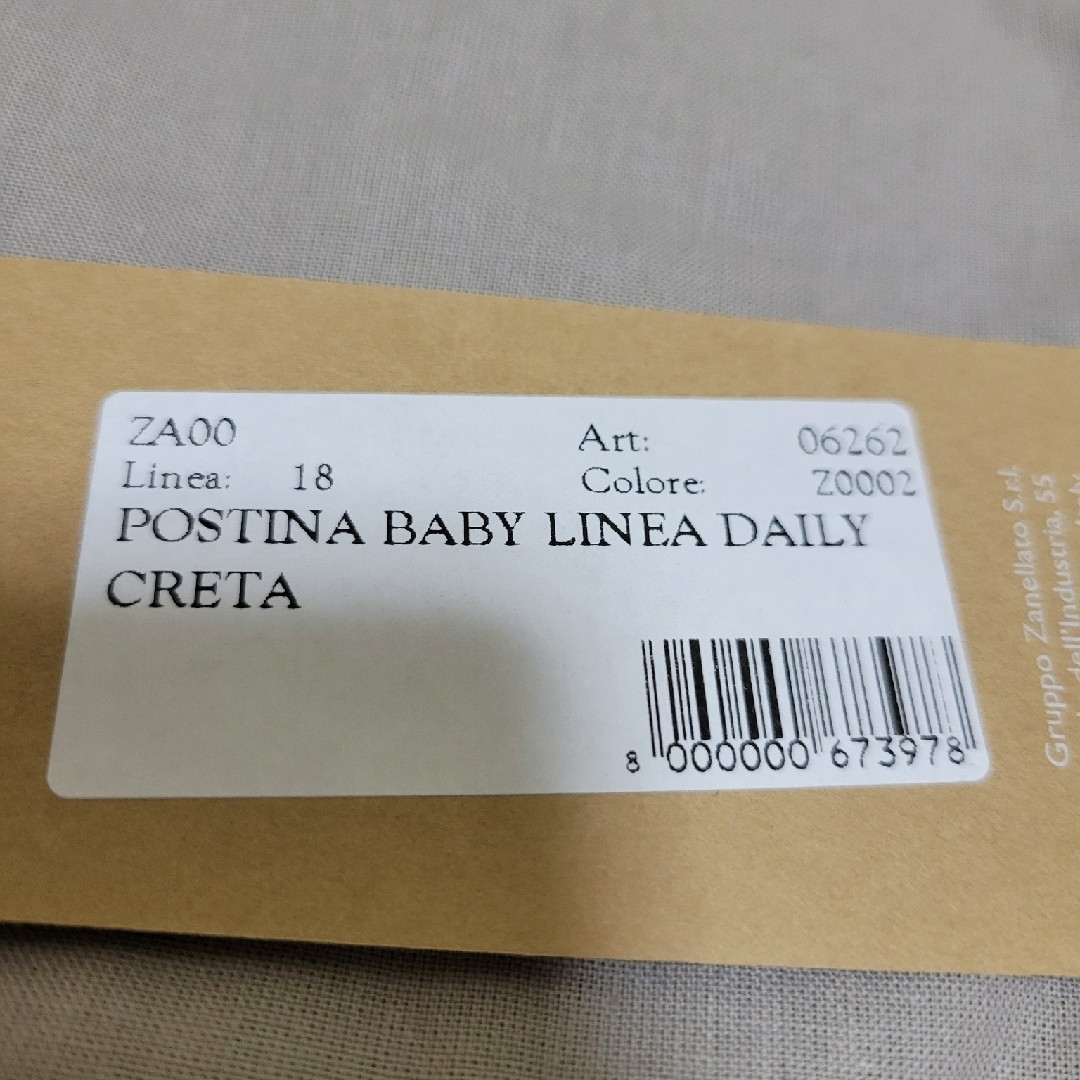 ZA00 Art: 06262
Linea: 18 Colore: Z0002
POSTINA BABY LINEA DAILY
CRETA
8 000000 673978
Gruppo Zanellato S.r.l.
dell'Industria, 55